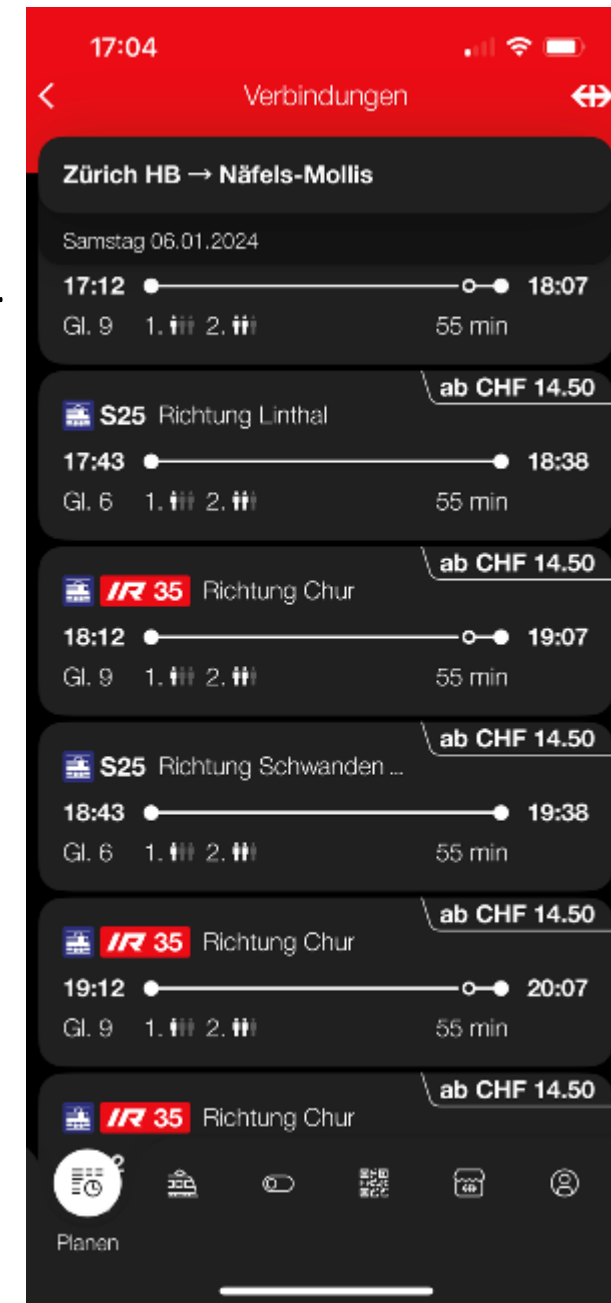 17:04
Verbindungen
Zürich HB → Näfels-Mollis
Samstag 06.01.2024
17:12 18:07
Gl. 9 1. 2. 55 min
ab CHF 14.50
S25 Richtung Linthal
17:43 18:38
Gl. 6 1. 2. 55 min
ab CHF 14.50
IR 35 Richtung Chur
18:12 19:07
Gl. 9 1. 2. 55 min
ab CHF 14.50
S25 Richtung Schwanden ...
18:43 19:38
Gl. 6 1. 2. 55 min
ab CHF 14.50
IR 35 Richtung Chur
19:12 20:07
Gl. 9 1. 2. 55 min
ab CHF 14.50
IR 35 Richtung Chur
2
Planen